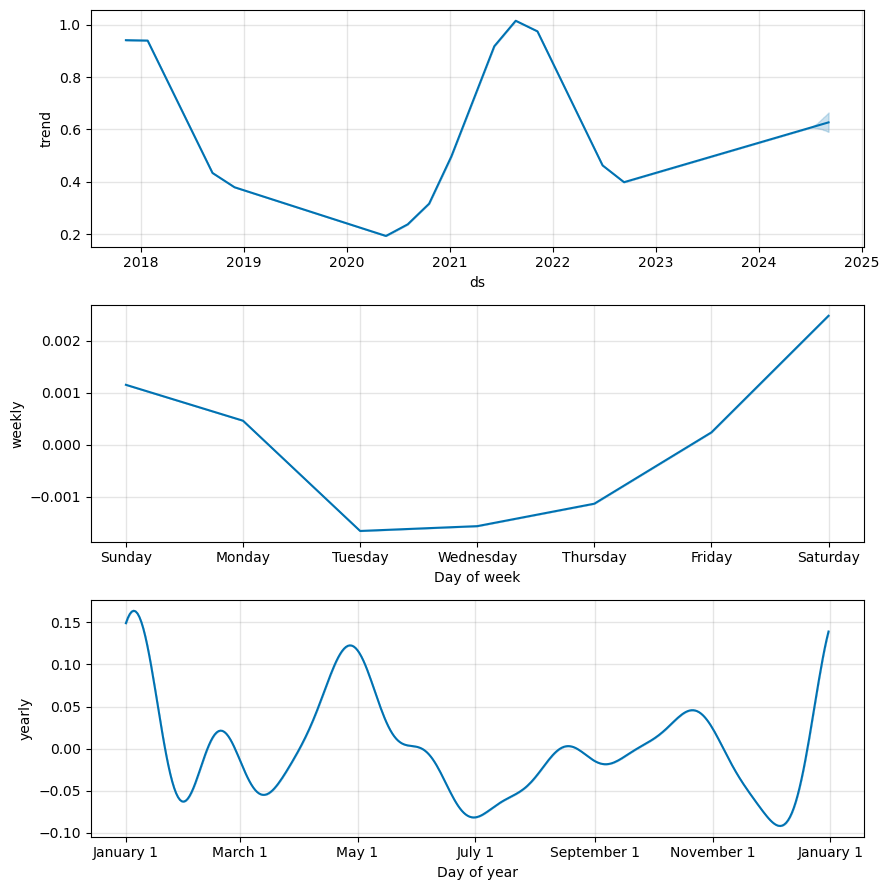 1.0
0.8
0.6
0.4
0.2
trend
2018 2019 2020 2021 2022 2023 2024 2025
ds
0.002
0.001
0.000
−0.001
weekly
Sunday Monday Tuesday Wednesday Thursday Friday Saturday
Day of week
0.15
0.10
0.05
0.00
−0.05
−0.10
yearly
January 1 March 1 May 1 July 1 September 1 November 1 January 1
Day of year